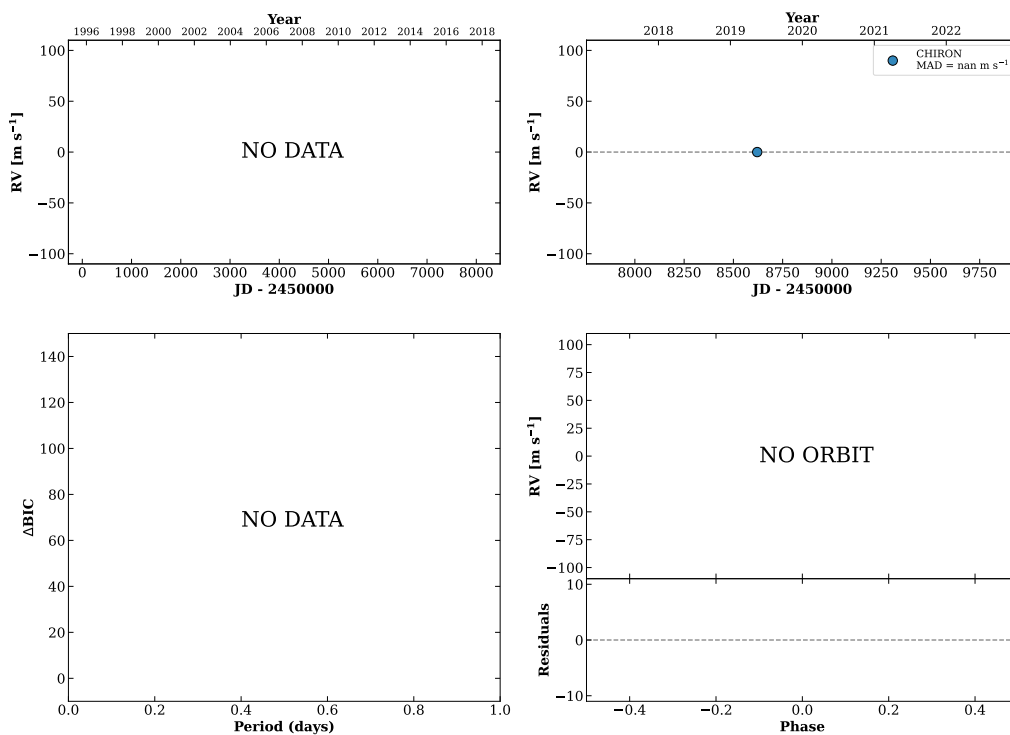 Year
1996 1998 2000 2002 2004 2006 2008 2010 2012 2014 2016 2018
100
50
0
−50
−100
RV [m s⁻¹]
NO DATA
0 1000 2000 3000 4000 5000 6000 7000 8000
JD - 2450000
Year
2018 2019 2020 2021 2022
CHIRON
MAD = nan m s⁻¹
100
50
0
−50
−100
RV [m s⁻¹]
8000 8250 8500 8750 9000 9250 9500 9750
JD - 2450000
140
120
100
80
60
40
20
0
ΔBIC
NO DATA
0.0 0.2 0.4 0.6 0.8 1.0
Period (days)
100
75
50
25
0
−25
−50
−75
−100
RV [m s⁻¹]
NO ORBIT
10
0
−10
Residuals
−0.4 −0.2 0.0 0.2 0.4
Phase